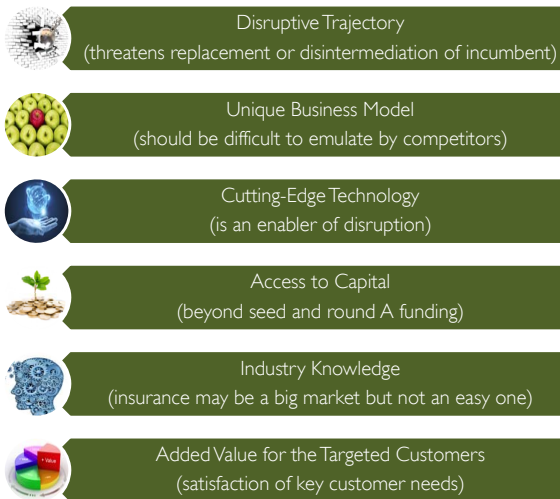 Disruptive Trajectory
(threatens replacement or disintermediation of incumbent)
Unique Business Model
(should be difficult to emulate by competitors)
Cutting-Edge Technology
(is an enabler of disruption)
Access to Capital
(beyond seed and round A funding)
Industry Knowledge
(insurance may be a big market but not an easy one)
Added Value for the Targeted Customers
(satisfaction of key customer needs)
+ Value